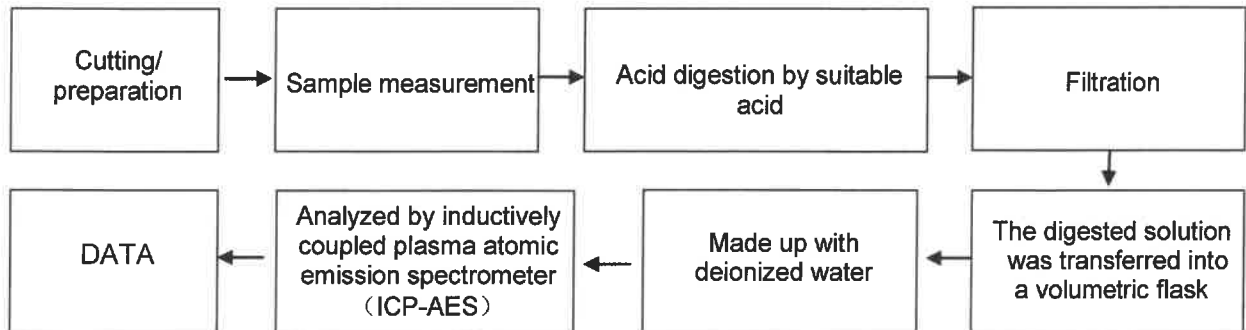 Cutting/
preparation
Sample measurement
Acid digestion by suitable
acid
Filtration
The digested solution
was transferred into
a volumetric flask
Made up with
deionized water
Analyzed by inductively
coupled plasma atomic
emission spectrometer
(ICP-AES)
DATA